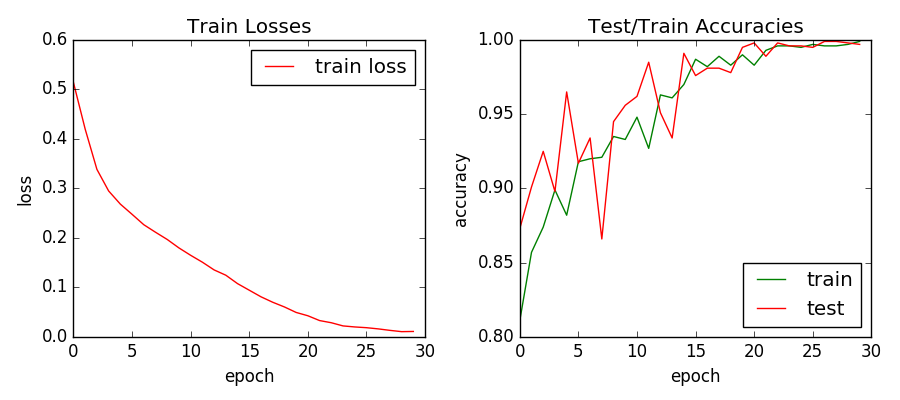 Train Losses
0.6
0.5
0.4
0.3
0.2
0.1
0.0
loss
train loss
0 5 10 15 20 25 30
epoch
Test/Train Accuracies
1.00
0.95
0.90
0.85
0.80
accuracy
train
test
0 5 10 15 20 25 30
epoch